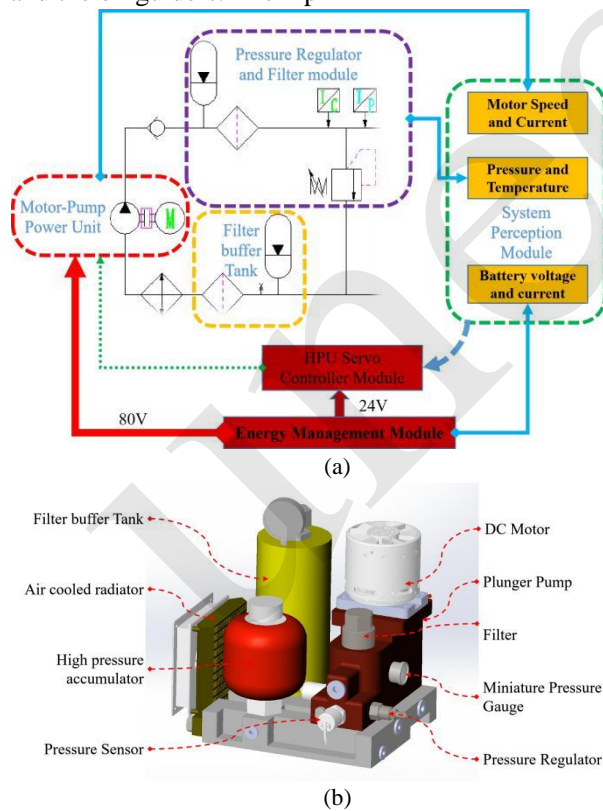 Pressure Regulator
and Filter module
T
C
P
Motor Speed
and Current
Pressure and
Temperature
System
Perception
Module
Battery voltage
and current
Motor-Pump
Power Unit
M
Filter
buffer
Tank
HPU Servo
Controller Module
80V
24V
Energy Management Module
(a)
Filter buffer Tank
DC Motor
Air cooled radiator
Plunger Pump
Filter
High pressure
accumulator
Miniature Pressure
Gauge
Pressure Sensor
Pressure Regulator
(b)